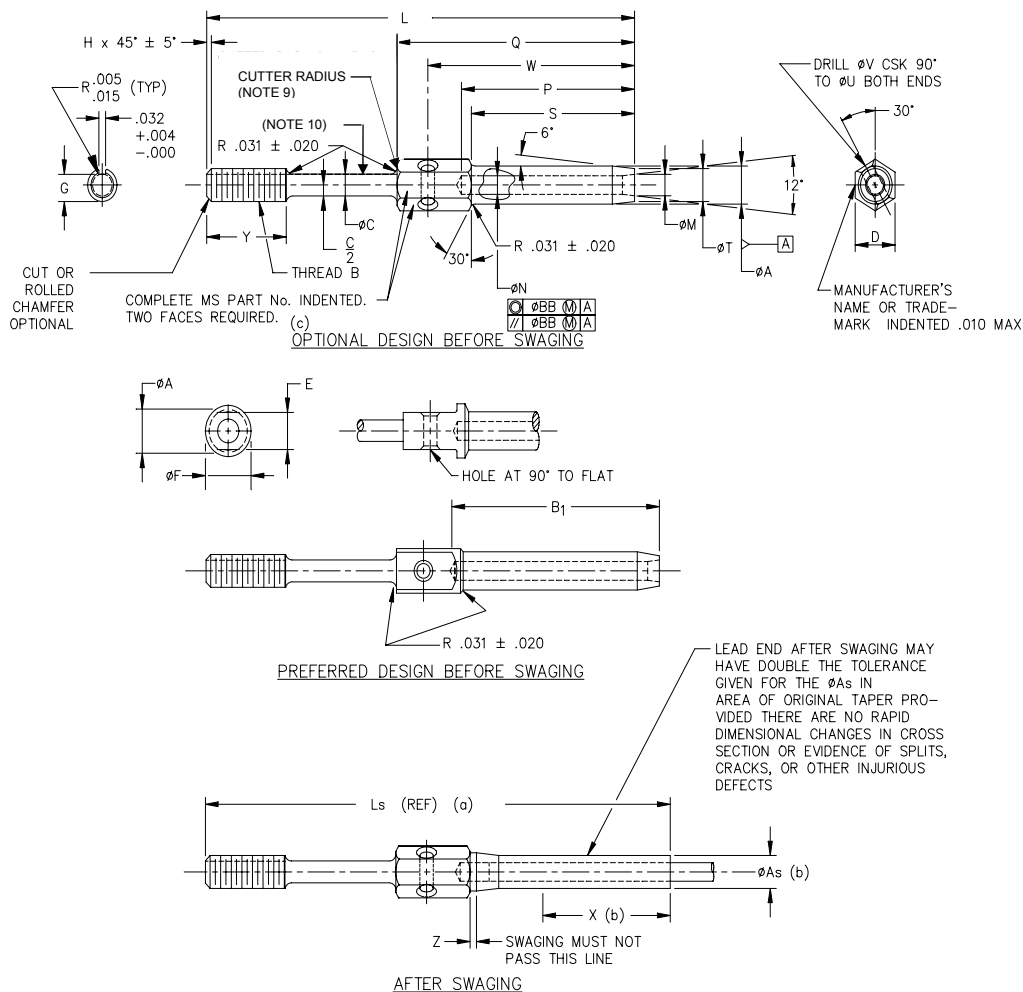 L
H x 45° ± 5°
Q
W
P
S
CUTTER RADIUS
(NOTE 9)
(NOTE 10)
R .005
.015 (TYP)
.032
+.004
-.000
R .031 ± .020
6°
DRILL øV CSK 90°
TO øU BOTH ENDS
30°
12°
G
Y
THREAD B
C
2
øC
30°
R .031 ± .020
øN
øM
øT
A
øA
D
CUT OR
ROLLED
CHAMFER
OPTIONAL
COMPLETE MS PART No. INDENTED.
TWO FACES REQUIRED. (c)
◎ øBB Ⓜ A
// øBB Ⓜ A
MANUFACTURER'S
NAME OR TRADE-
MARK INDENTED .010 MAX
OPTIONAL DESIGN BEFORE SWAGING
øA
E
øF
HOLE AT 90° TO FLAT
B1
R .031 ± .020
PREFERRED DESIGN BEFORE SWAGING
LEAD END AFTER SWAGING MAY
HAVE DOUBLE THE TOLERANCE
GIVEN FOR THE øAs IN
AREA OF ORIGINAL TAPER PRO-
VIDED THERE ARE NO RAPID
DIMENSIONAL CHANGES IN CROSS
SECTION OR EVIDENCE OF SPLITS,
CRACKS, OR OTHER INJURIOUS
DEFECTS
Ls (REF) (a)
øAs (b)
X (b)
Z
SWAGING MUST NOT
PASS THIS LINE
AFTER SWAGING